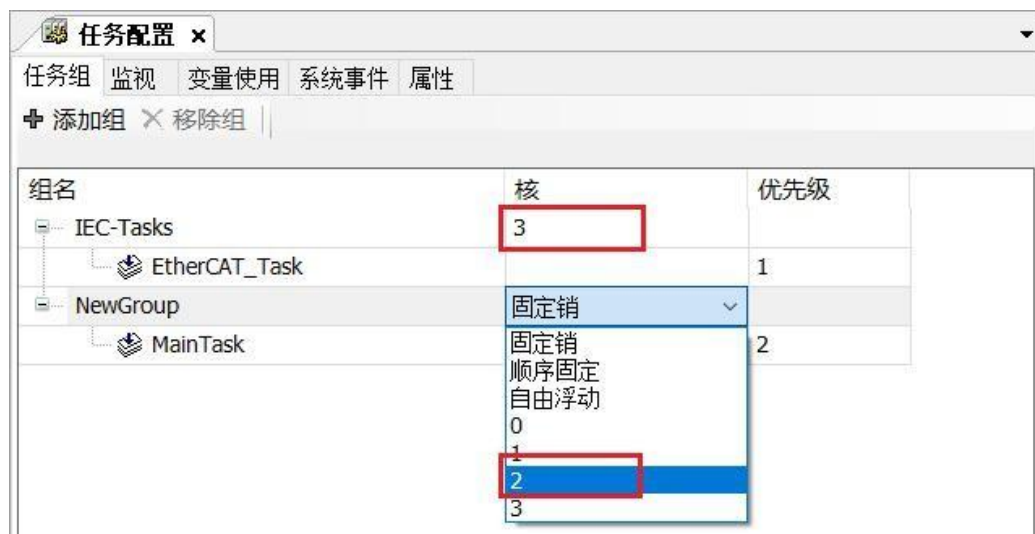 任务配置
任务组 监视 变量使用 系统事件 属性
添加组 移除组
组名 核 优先级
IEC-Tasks 3
EtherCAT_Task 1
NewGroup 固定销
MainTask 2
固定销
顺序固定
自由浮动
0
1
2
3